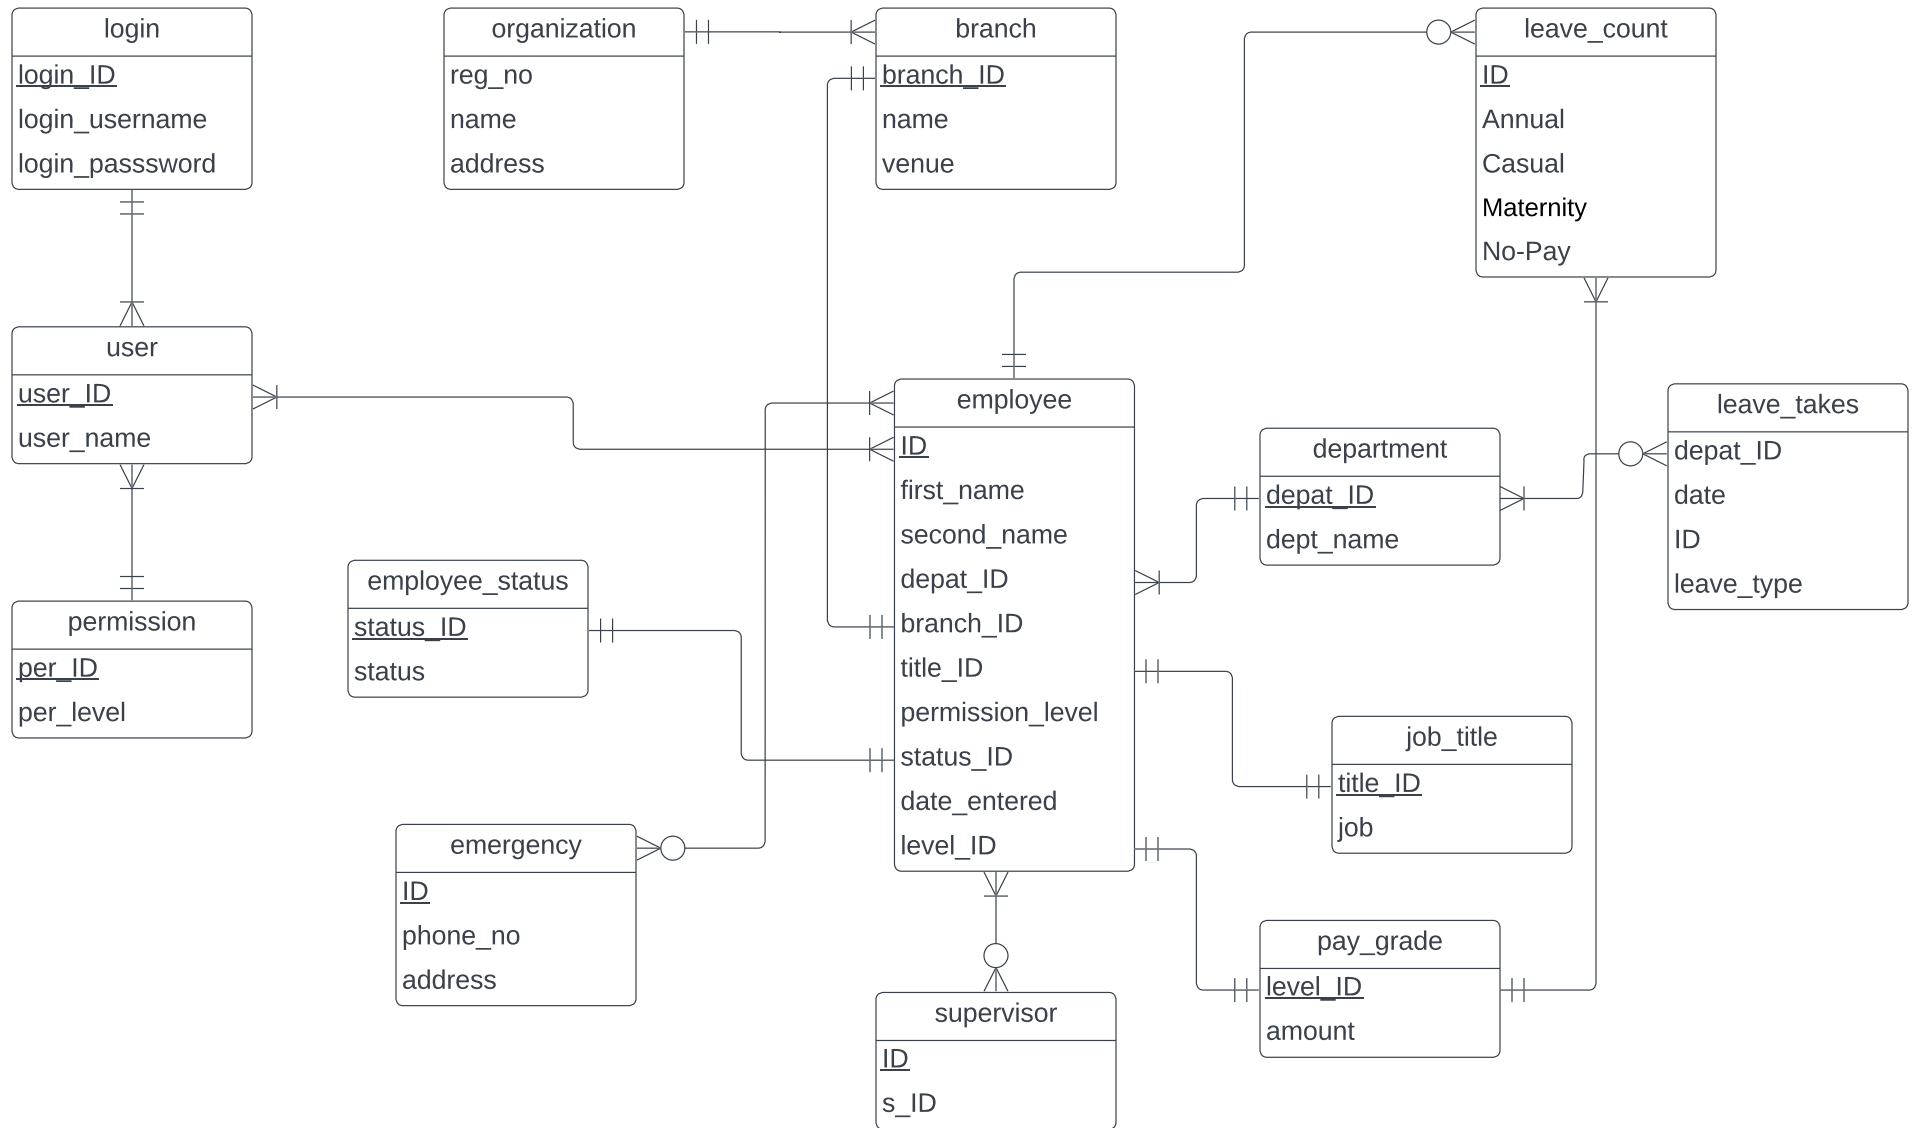 login
login_ID
login_username
login_passsword
organization
reg_no
name
address
branch
branch_ID
name
venue
leave_count
ID
Annual
Casual
Maternity
No-Pay
user
user_ID
user_name
employee
ID
first_name
second_name
depat_ID
branch_ID
title_ID
permission_level
status_ID
date_entered
level_ID
department
depat_ID
dept_name
leave_takes
depat_ID
date
ID
leave_type
employee_status
status_ID
status
permission
per_ID
per_level
job_title
title_ID
job
emergency
ID
phone_no
address
pay_grade
level_ID
amount
supervisor
ID
s_ID